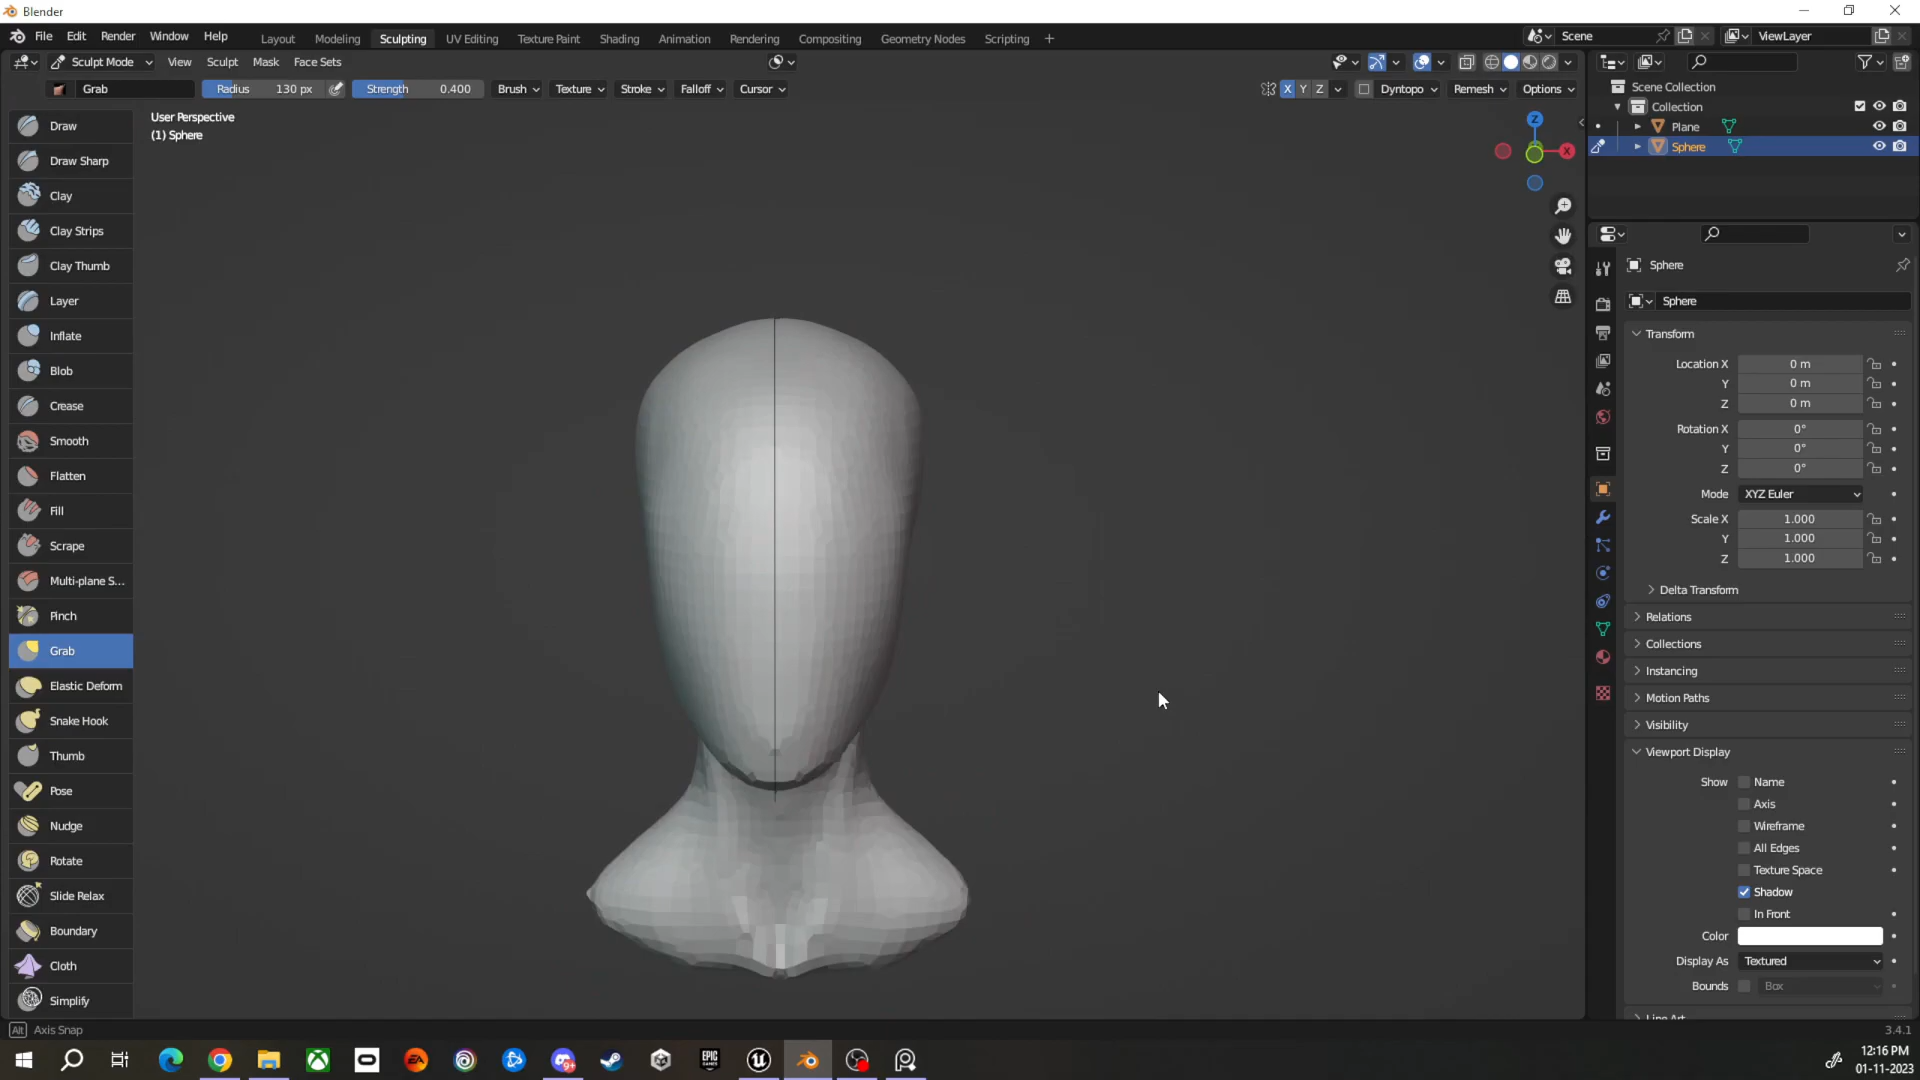 Blender
File Edit Render Window Help Layout Modeling Sculpting UV Editing Texture Paint Shading Animation Rendering Compositing Geometry Nodes Scripting + Scene ViewLayer
Sculpt Mode View Sculpt Mask Face Sets
Grab Radius 130 px Strength 0.400 Brush Texture Stroke Falloff Cursor X Y Z Dyntopo Remesh Options
User Perspective
(1) Sphere
Draw
Draw Sharp
Clay
Clay Strips
Clay Thumb
Layer
Inflate
Blob
Crease
Smooth
Flatten
Fill
Scrape
Multi-plane S...
Pinch
Grab
Elastic Deform
Snake Hook
Thumb
Pose
Nudge
Rotate
Slide Relax
Boundary
Cloth
Simplify
Z
X
Scene Collection
Collection
Plane
Sphere
Sphere
Sphere
Transform
Location X 0 m
Y 0 m
Z 0 m
Rotation X 0°
Y 0°
Z 0°
Mode XYZ Euler
Scale X 1.000
Y 1.000
Z 1.000
Delta Transform
Relations
Collections
Instancing
Motion Paths
Visibility
Viewport Display
Show Name
Axis
Wireframe
All Edges
Texture Space
Shadow
In Front
Color
Display As Textured
Bounds Box
Line Art
Alt Axis Snap
3.4.1
EA
9+
EPIC GAMES
12:16 PM
01-11-2023